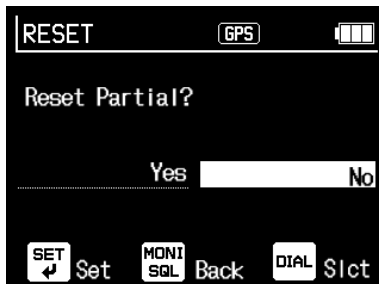 RESET GPS
Reset Partial?
Yes No
SET Set MONI SQL Back DIAL Slct